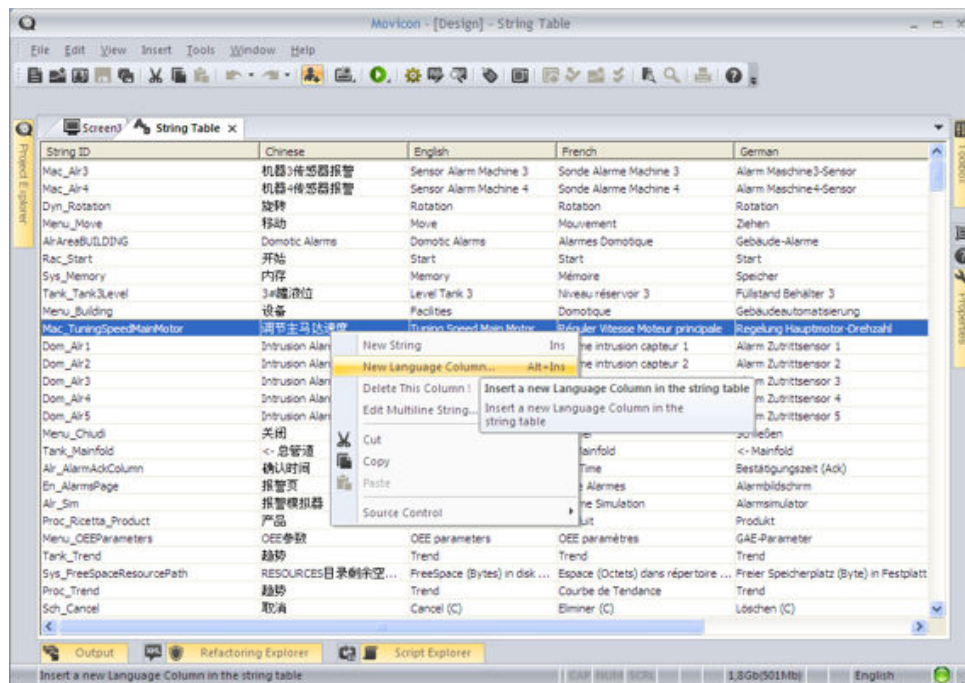 Movicon - [Design] - String Table
File Edit View Insert Tools Window Help
Screen3 String Table
Project Explorer
Toolbox
Properties
String ID Chinese English French German
Mac_Alr3 机器3传感器报警 Sensor Alarm Machine 3 Sonde Alarme Machine 3 Alarm Maschine3-Sensor
Mac_Alr4 机器4传感器报警 Sensor Alarm Machine 4 Sonde Alarme Machine 4 Alarm Maschine4-Sensor
Dyn_Rotation 旋转 Rotation Rotation Rotation
Menu_Move 移动 Move Mouvement Ziehen
AlrAreaBUILDING Domotic Alarms Domotic Alarms Alarmes Domotique Gebäude-Alarme
Rac_Start 开始 Start Start Start
Sys_Memory 内存 Memory Mémoire Speicher
Tank_Tank3Level 3#罐液位 Level Tank 3 Niveau réservoir 3 Füllstand Behälter 3
Menu_Building 设备 Facilities Domotique Gebäudeautomatisierung
Mac_TuningSpeedMainMotor 调节主马达速度 Tuning Speed Main Motor Réguler Vitesse Moteur principale Regelung Hauptmotor-Drehzahl
Dom_Alr1 Intrusion Alar me intrusion capteur 1 Alarm Zutrittsensor 1
Dom_Alr2 Intrusion Alar me intrusion capteur 2 Alarm Zutrittsensor 2
Dom_Alr3 Intrusion Alar m Zutrittsensor 3
Dom_Alr4 Intrusion Alar m Zutrittsensor 4
Dom_Alr5 Intrusion Alar m Zutrittsensor 5
Menu_Chiudi 关闭 Schließen
Tank_Mainfold <- 总管道 ainfold <- Mainfold
Alr_AlarmAckColumn 确认时间 Time Bestätigungszeit (Ack)
En_AlarmsPage 报警页 e Alarmes Alarmbildschirm
Alr_Sim 报警模拟器 me Simulation Alarmsimulator
Proc_Ricetta_Product 产品 uit Produkt
Menu_OEEParameters OEE参数 OEE parameters OEE paramètres GAE-Parameter
Tank_Trend 趋势 Trend Trend Trend
Sys_FreeSpaceResourcePath RESOURCES目录剩余空... FreeSpace (Bytes) in disk ... Espace (Octets) dans répertoire ... Freier Speicherplatz (Byte) in Festplatt
Proc_Trend 趋势 Trend Courbe de Tendance Trend
Sch_Cancel 取消 Cancel (C) Eliminer (C) Löschen (C)
New String Ins
New Language Column... Alt+Ins
Delete This Column !
Edit Multiline String...
Cut
Copy
Paste
Source Control
Insert a new Language Column in the string table
Insert a new Language Column in the
string table
Output Refactoring Explorer Script Explorer
Insert a new Language Column in the string table CAP NUM SCRL 1,8Gb(501Mb) English